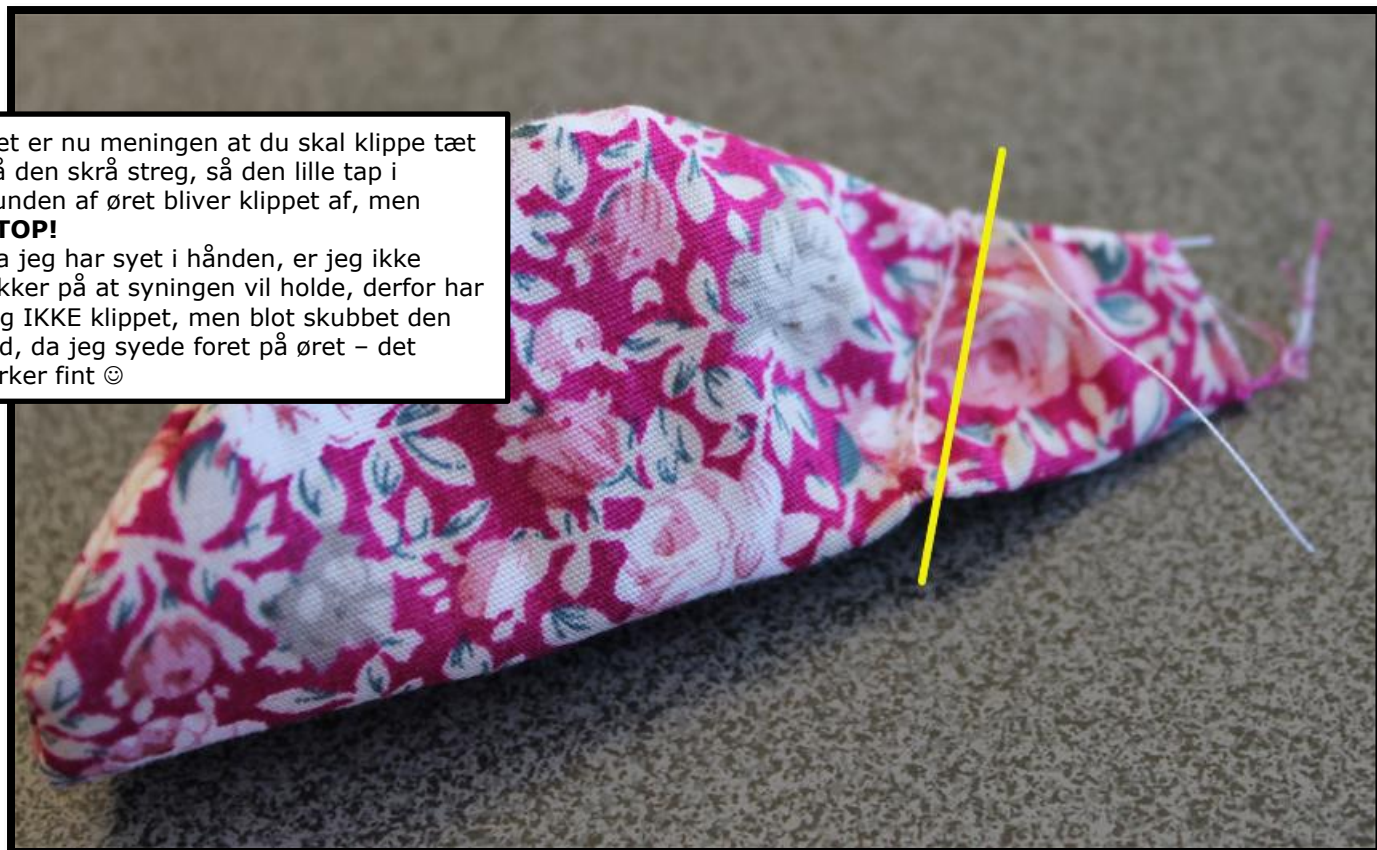 et er nu meningen at du skal klippe tæt
å den skrå streg, så den lille tap i
unden af øret bliver klippet af, men
TOP!
a jeg har syet i hånden, er jeg ikke
kker på at syningen vil holde, derfor har
g IKKE klippet, men blot skubbet den
d, da jeg syede foret på øret – det
rker fint ☺